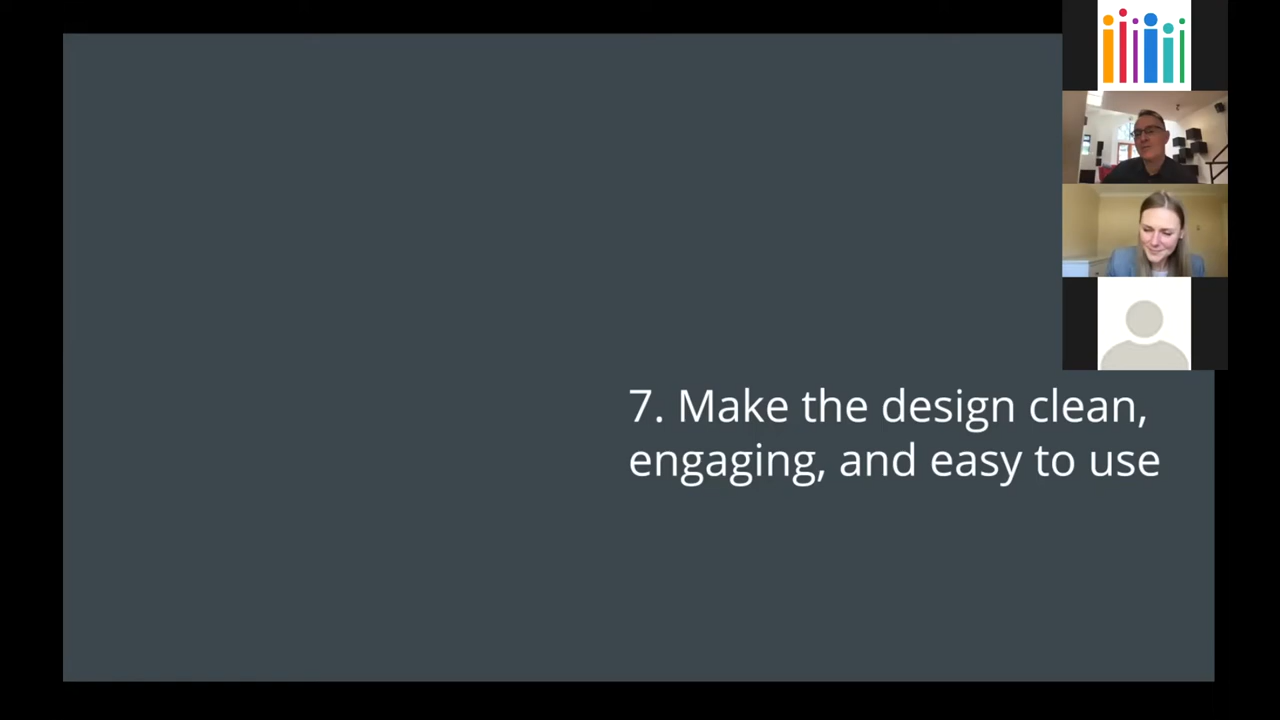 7. Make the design clean,
engaging, and easy to use